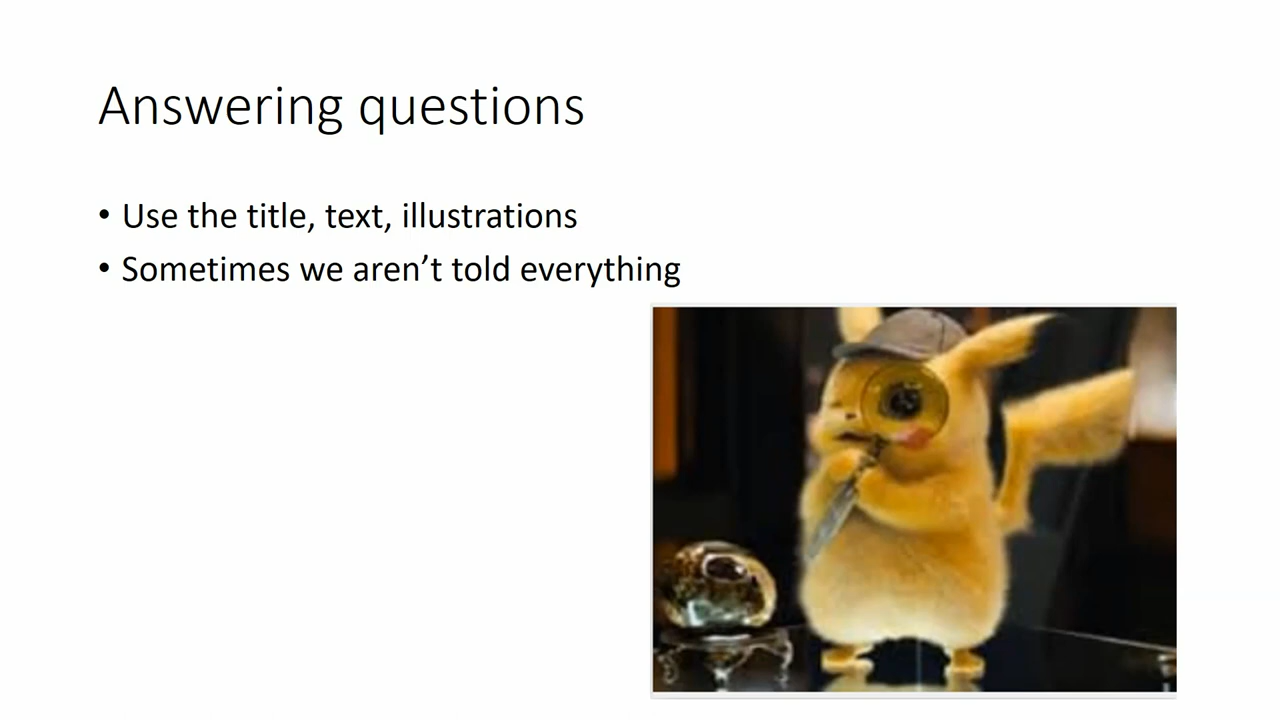 Answering questions
• Use the title, text, illustrations
• Sometimes we aren’t told everything